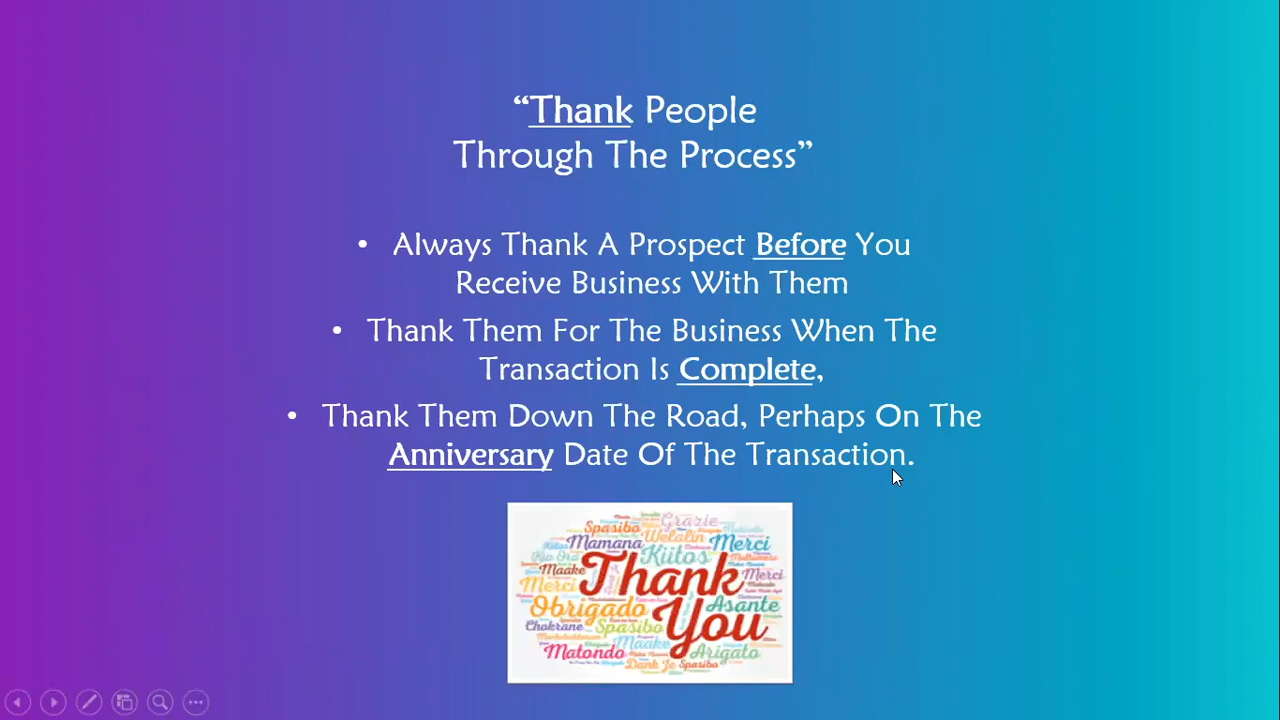 “Thank People
Through The Process”
• Always Thank A Prospect Before You
Receive Business With Them
• Thank Them For The Business When The
Transaction Is Complete,
• Thank Them Down The Road, Perhaps On The
Anniversary Date Of The Transaction.
Grazie
Spasibo
Welalin
Mamana
Merci
Kiitos
Kia Ora
Maake
Thank
Merci
Merci
Obrigado
Asante
Chokrane
Spasibo
You
Maake
Matondo
Arigato
Dank Je
Spasibo